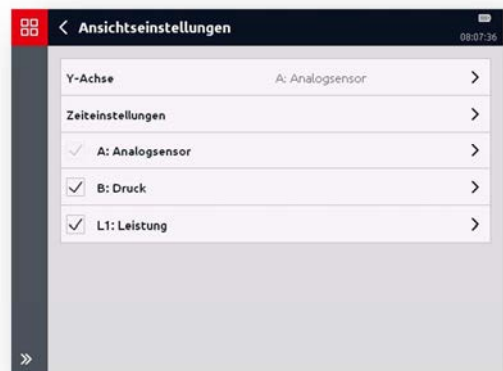 Ansichtseinstellungen
08:07:36
Y-Achse A: Analogsensor
Zeiteinstellungen
A: Analogsensor
B: Druck
L1: Leistung